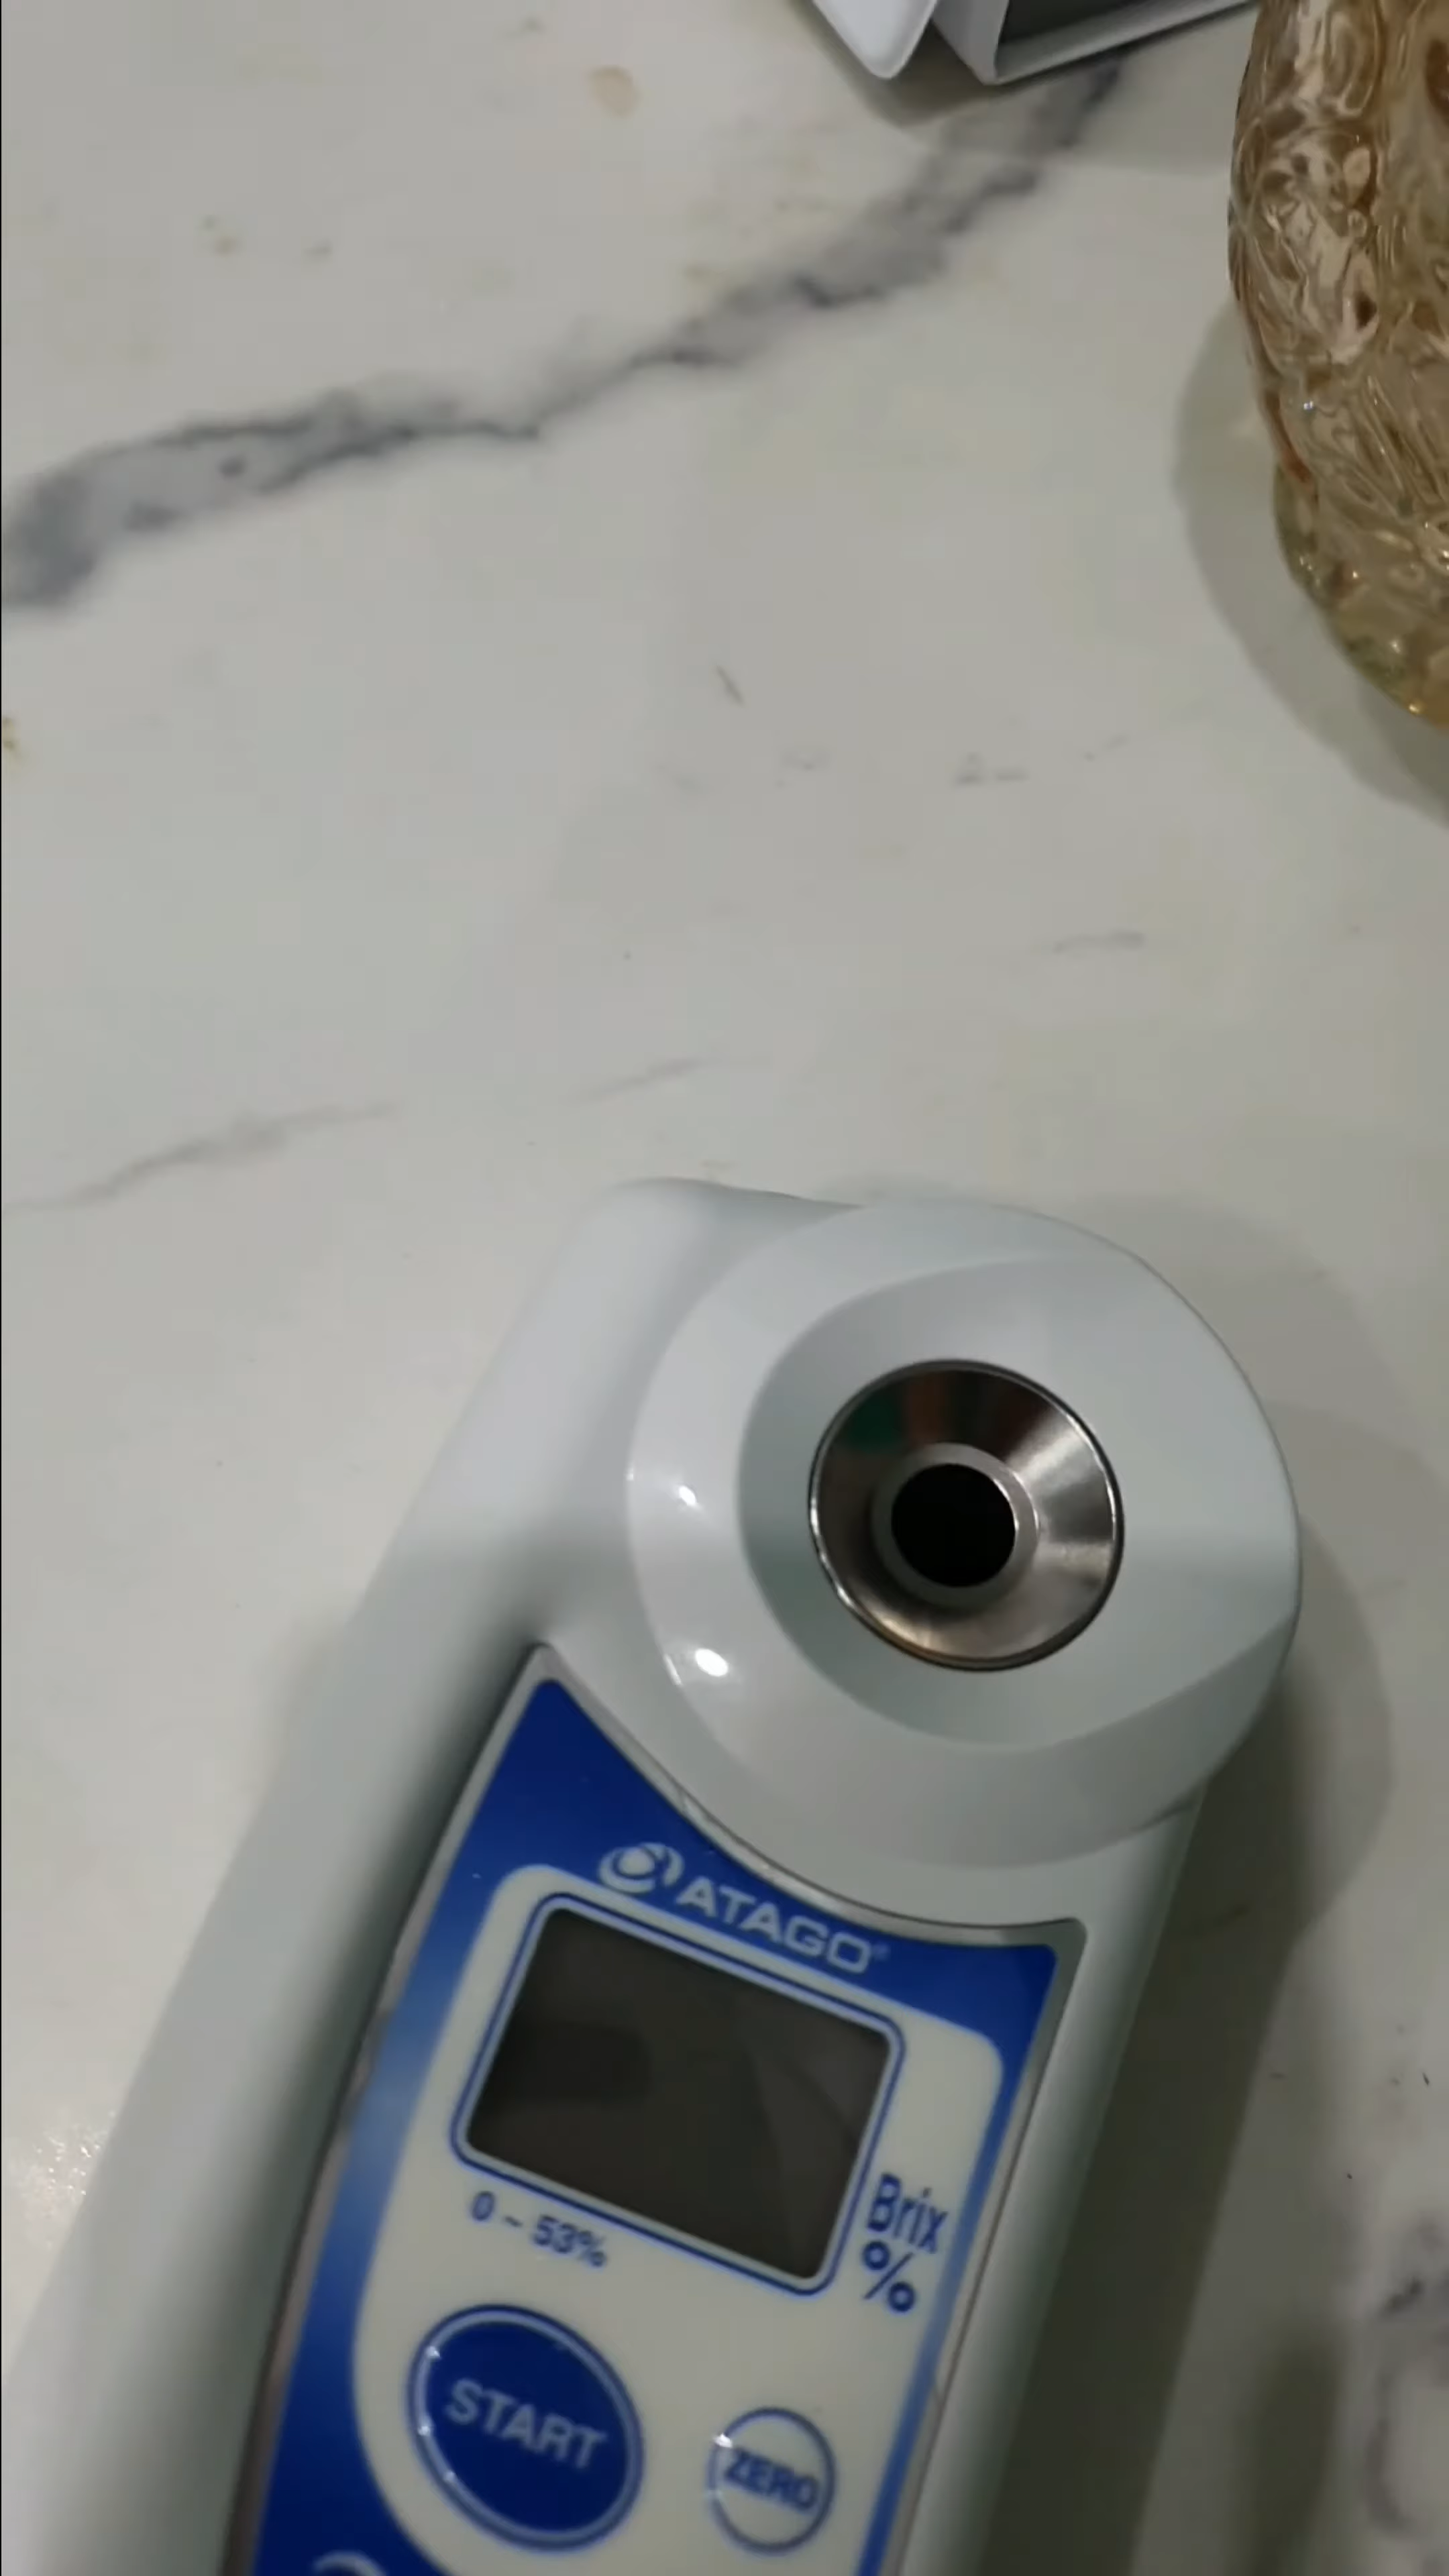 ATAGO®
0 ~ 53%
Brix
%
START
ZERO